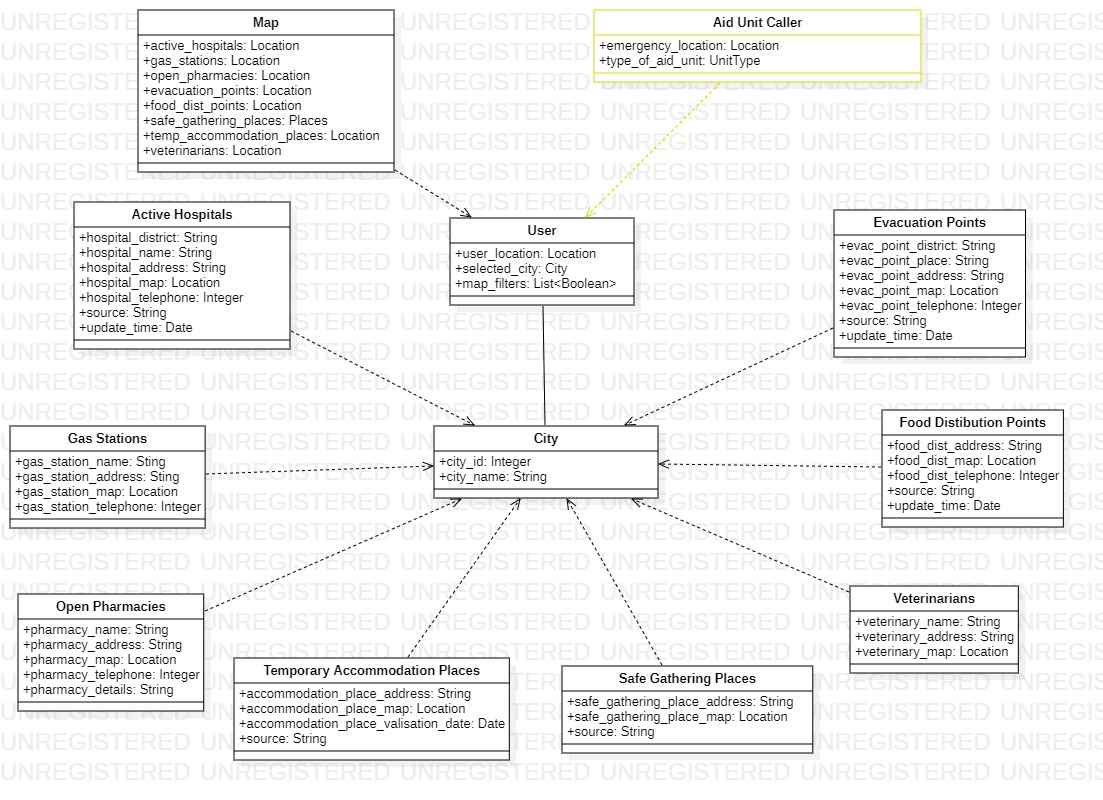 Map
+active_hospitals: Location
+gas_stations: Location
+open_pharmacies: Location
+evacuation_points: Location
+food_dist_points: Location
+safe_gathering_places: Places
+temp_accommodation_places: Location
+veterinarians: Location
Aid Unit Caller
+emergency_location: Location
+type_of_aid_unit: UnitType
Active Hospitals
+hospital_district: String
+hospital_name: String
+hospital_address: String
+hospital_map: Location
+hospital_telephone: Integer
+source: String
+update_time: Date
User
+user_location: Location
+selected_city: City
+map_filters: List<Boolean>
Evacuation Points
+evac_point_district: String
+evac_point_place: String
+evac_point_address: String
+evac_point_map: Location
+evac_point_telephone: Integer
+source: String
+update_time: Date
Gas Stations
+gas_station_name: Sting
+gas_station_address: Sting
+gas_station_map: Location
+gas_station_telephone: Integer
City
+city_id: Integer
+city_name: String
Food Distibution Points
+food_dist_address: String
+food_dist_map: Location
+food_dist_telephone: Integer
+source: String
+update_time: Date
Open Pharmacies
+pharmacy_name: String
+pharmacy_address: String
+pharmacy_map: Location
+pharmacy_telephone: Integer
+pharmacy_details: String
Temporary Accommodation Places
+accommodation_place_address: String
+accommodation_place_map: Location
+accommodation_place_valisation_date: Date
+source: String
Safe Gathering Places
+safe_gathering_place_address: String
+safe_gathering_place_map: Location
+source: String
Veterinarians
+veterinary_name: String
+veterinary_address: String
+veterinary_map: Location
UNREGISTERED